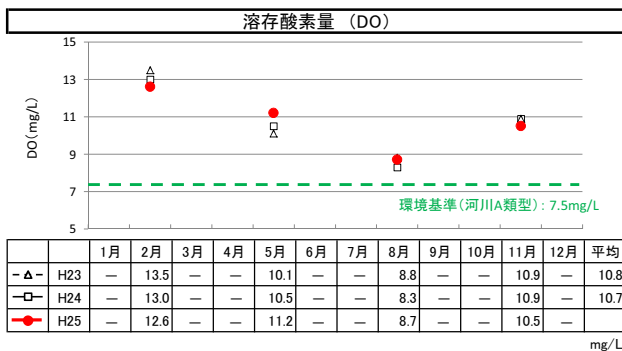 溶存酸素量 （DO）
15
13
11
9
7
5
DO(mg/L)
環境基準(河川A類型)：7.5mg/L
1月 2月 3月 4月 5月 6月 7月 8月 9月 10月 11月 12月 平均
H23 — 13.5 — — 10.1 — — 8.8 — — 10.9 — 10.8
H24 — 13.0 — — 10.5 — — 8.3 — — 10.9 — 10.7
H25 — 12.6 — — 11.2 — — 8.7 — — 10.5 —
mg/L